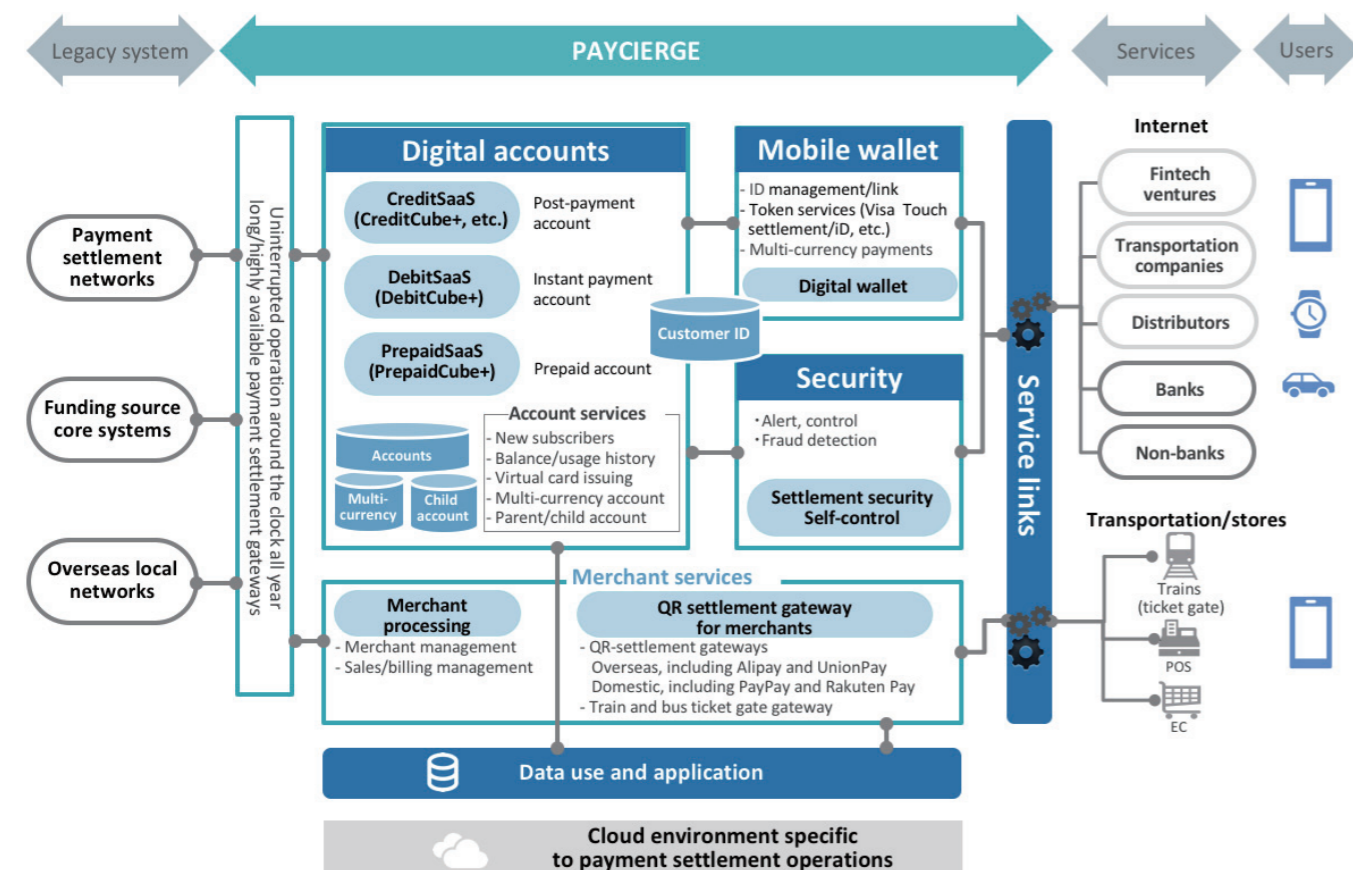 Legacy system
PAYCIERGE
Services
Users
Payment
settlement
networks
Funding source
core systems
Overseas local
networks
Uninterrupted operation around the clock all year
long/highly available payment settlement gateways
Digital accounts
CreditSaaS
(CreditCube+, etc.)
Post-payment
account
DebitSaaS
(DebitCube+)
Instant payment
account
PrepaidSaaS
(PrepaidCube+)
Prepaid account
Accounts
Multi-
currency
Child
account
Account services
- New subscribers
- Balance/usage history
- Virtual card issuing
- Multi-currency account
- Parent/child account
Customer ID
Mobile wallet
- ID management/link
- Token services (Visa Touch
settlement/iD, etc.)
- Multi-currency payments
Digital wallet
Security
・Alert, control
・Fraud detection
Settlement security
Self-control
Merchant services
Merchant
processing
- Merchant management
- Sales/billing management
QR settlement gateway
for merchants
- QR-settlement gateways
Overseas, including Alipay and UnionPay
Domestic, including PayPay and Rakuten Pay
- Train and bus ticket gate gateway
Data use and application
Cloud environment specific
to payment settlement operations
Service links
Internet
Fintech
ventures
Transportation
companies
Distributors
Banks
Non-banks
Transportation/stores
Trains
(ticket gate)
POS
EC